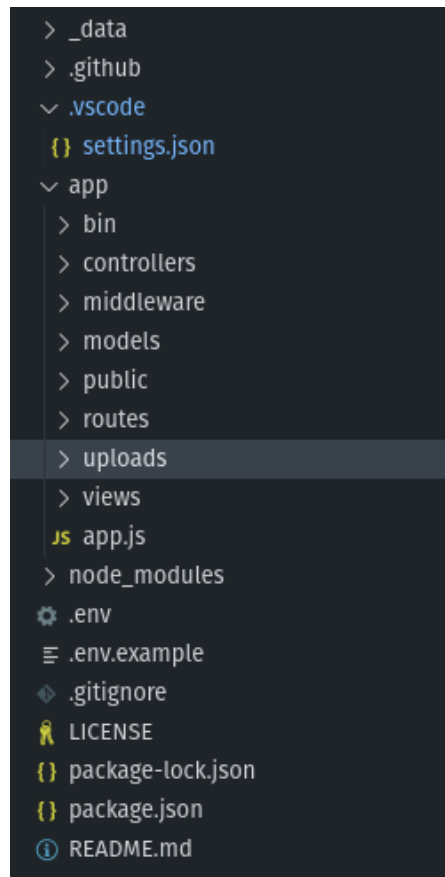 _data
.github
.vscode
{} settings.json
app
bin
controllers
middleware
models
public
routes
uploads
views
JS app.js
node_modules
.env
.env.example
.gitignore
LICENSE
{} package-lock.json
{} package.json
README.md